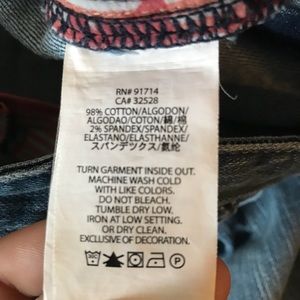 RN# 91714
CA# 32528
98% COTTON/ALGODON/
ALGODAO/COTON/綿/棉
2% SPANDEX/SPANDEX/
ELASTANO/ELASTHANNE/
スパンデックス/氨纶
TURN GARMENT INSIDE OUT.
MACHINE WASH COLD
WITH LIKE COLORS.
DO NOT BLEACH.
TUMBLE DRY LOW.
IRON AT LOW SETTING.
OR DRY CLEAN.
EXCLUSIVE OF DECORATION.
P